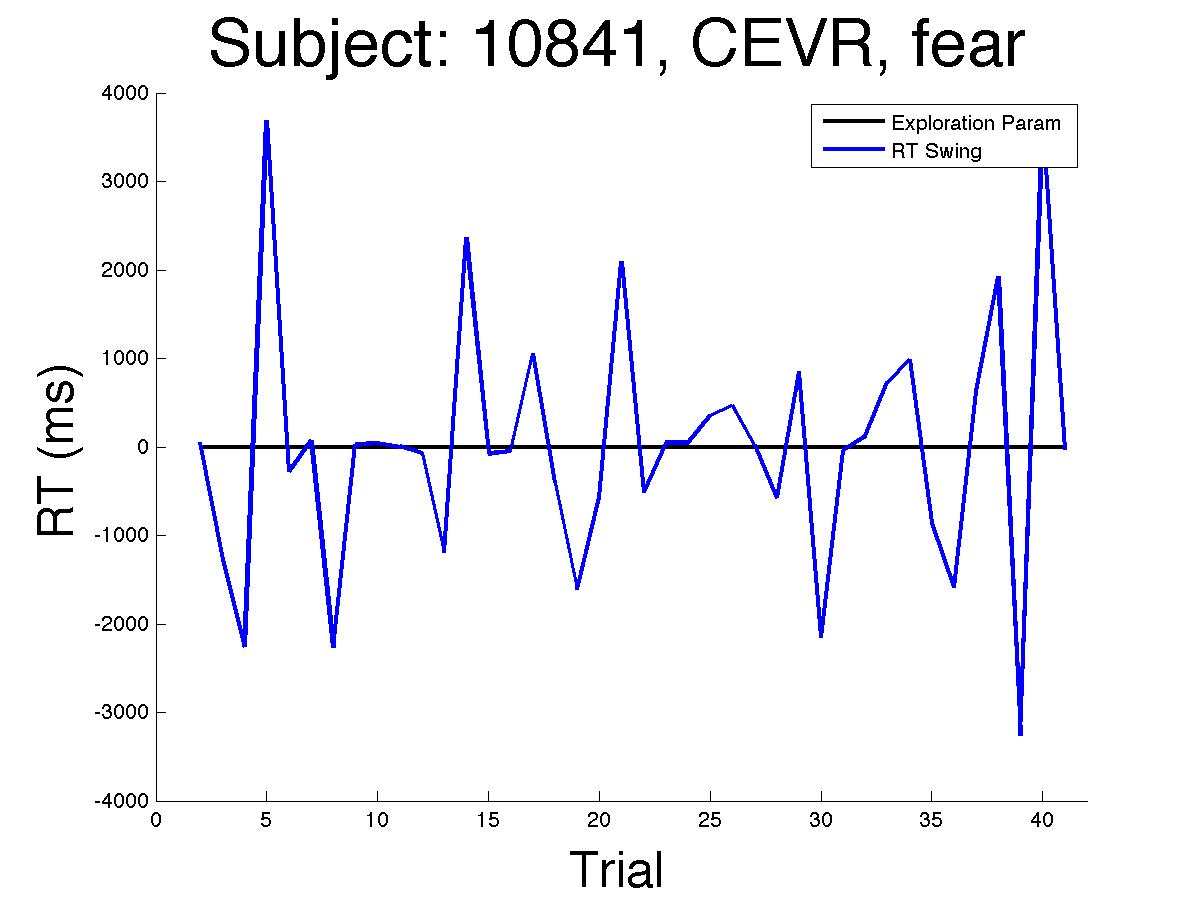 Subject: 10841, CEVR, fear
Exploration Param
RT Swing
RT (ms)
4000
3000
2000
1000
0
-1000
-2000
-3000
-4000
0 5 10 15 20 25 30 35 40
Trial